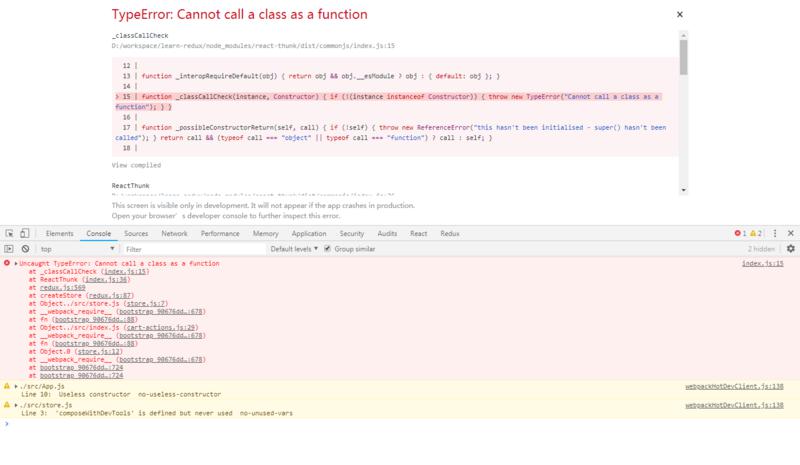 TypeError: Cannot call a class as a function
×
_classCallCheck
D:/workspace/learn-redux/node_modules/react-thunk/dist/commonjs/index.js:15
12 |
13 | function _interopRequireDefault(obj) { return obj && obj.__esModule ? obj : { default: obj }; }
14 |
> 15 | function _classCallCheck(instance, Constructor) { if (!(instance instanceof Constructor)) { throw new TypeError("Cannot call a class as a
function"); } }
16 |
17 | function _possibleConstructorReturn(self, call) { if (!self) { throw new ReferenceError("this hasn't been initialised - super() hasn't been
called"); } return call && (typeof call === "object" || typeof call === "function") ? call : self; }
18 |
View compiled
ReactThunk
This screen is visible only in development. It will not appear if the app crashes in production.
Open your browser's developer console to further inspect this error.
Elements Console Sources Network Performance Memory Application Security Audits React Redux 1 2
top Filter Default levels Group similar 2 hidden
Uncaught TypeError: Cannot call a class as a function index.js:15
at _classCallCheck (index.js:15)
at ReactThunk (index.js:36)
at redux.js:569
at createStore (redux.js:87)
at Object../src/store.js (store.js:7)
at __webpack_require__ (bootstrap 90676dd…:678)
at fn (bootstrap 90676dd…:88)
at Object../src/index.js (cart-actions.js:29)
at __webpack_require__ (bootstrap 90676dd…:678)
at fn (bootstrap 90676dd…:88)
at Object.0 (store.js:12)
at __webpack_require__ (bootstrap 90676dd…:678)
at bootstrap 90676dd…:724
at bootstrap 90676dd…:724
./src/App.js webpackHotDevClient.js:138
Line 10: Useless constructor no-useless-constructor
./src/store.js webpackHotDevClient.js:138
Line 3: 'composeWithDevTools' is defined but never used no-unused-vars
>